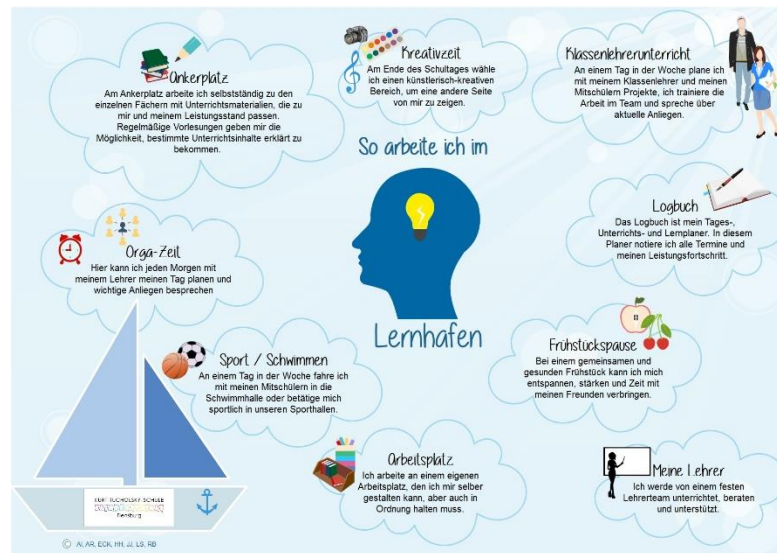 Ankerplatz
Am Ankerplatz arbeite ich selbstständig zu den
einzelnen Fächern mit Unterrichtsmaterialien, die zu
mir und meinem Leistungsstand passen.
Regelmäßige Vorlesungen geben mir die
Möglichkeit, bestimmte Unterrichtsinhalte erklärt zu
bekommen.
Kreativzeit
Am Ende des Schultages wähle
ich einen künstlerisch-kreativen
Bereich, um eine andere Seite
von mir zu zeigen.
Klassenlehrerunterricht
An einem Tag in der Woche plane ich
mit meinem Klassenlehrer und meinen
Mitschülern Projekte, ich trainiere die
Arbeit im Team und spreche über
aktuelle Anliegen.
So arbeite ich im
Lernhafen
Logbuch
Das Logbuch ist mein Tages-,
Unterrichts- und Lernplaner. In diesem
Planer notiere ich alle Termine und
meinen Leistungsfortschritt.
Orga-Zeit
Hier kann ich jeden Morgen mit
meinem Lehrer meinen Tag planen und
wichtige Anliegen besprechen
Sport / Schwimmen
An einem Tag in der Woche fahre ich
mit meinen Mitschülern in die
Schwimmhalle oder betätige mich
sportlich in unseren Sporthallen.
Frühstückspause
Bei einem gemeinsamen und
gesunden Frühstück kann ich mich
entspannen, stärken und Zeit mit
meinen Freunden verbringen.
Arbeitsplatz
Ich arbeite an einem eigenen
Arbeitsplatz, den ich mir selber
gestalten kann, aber auch in
Ordnung halten muss.
Meine Lehrer
Ich werde von einem festen
Lehrerteam unterrichtet, beraten
und unterstützt.
KURT TUCHOLSKY SCHULE
Flensburg
© AI, AR, ECK, HH, JJ, LS, RB